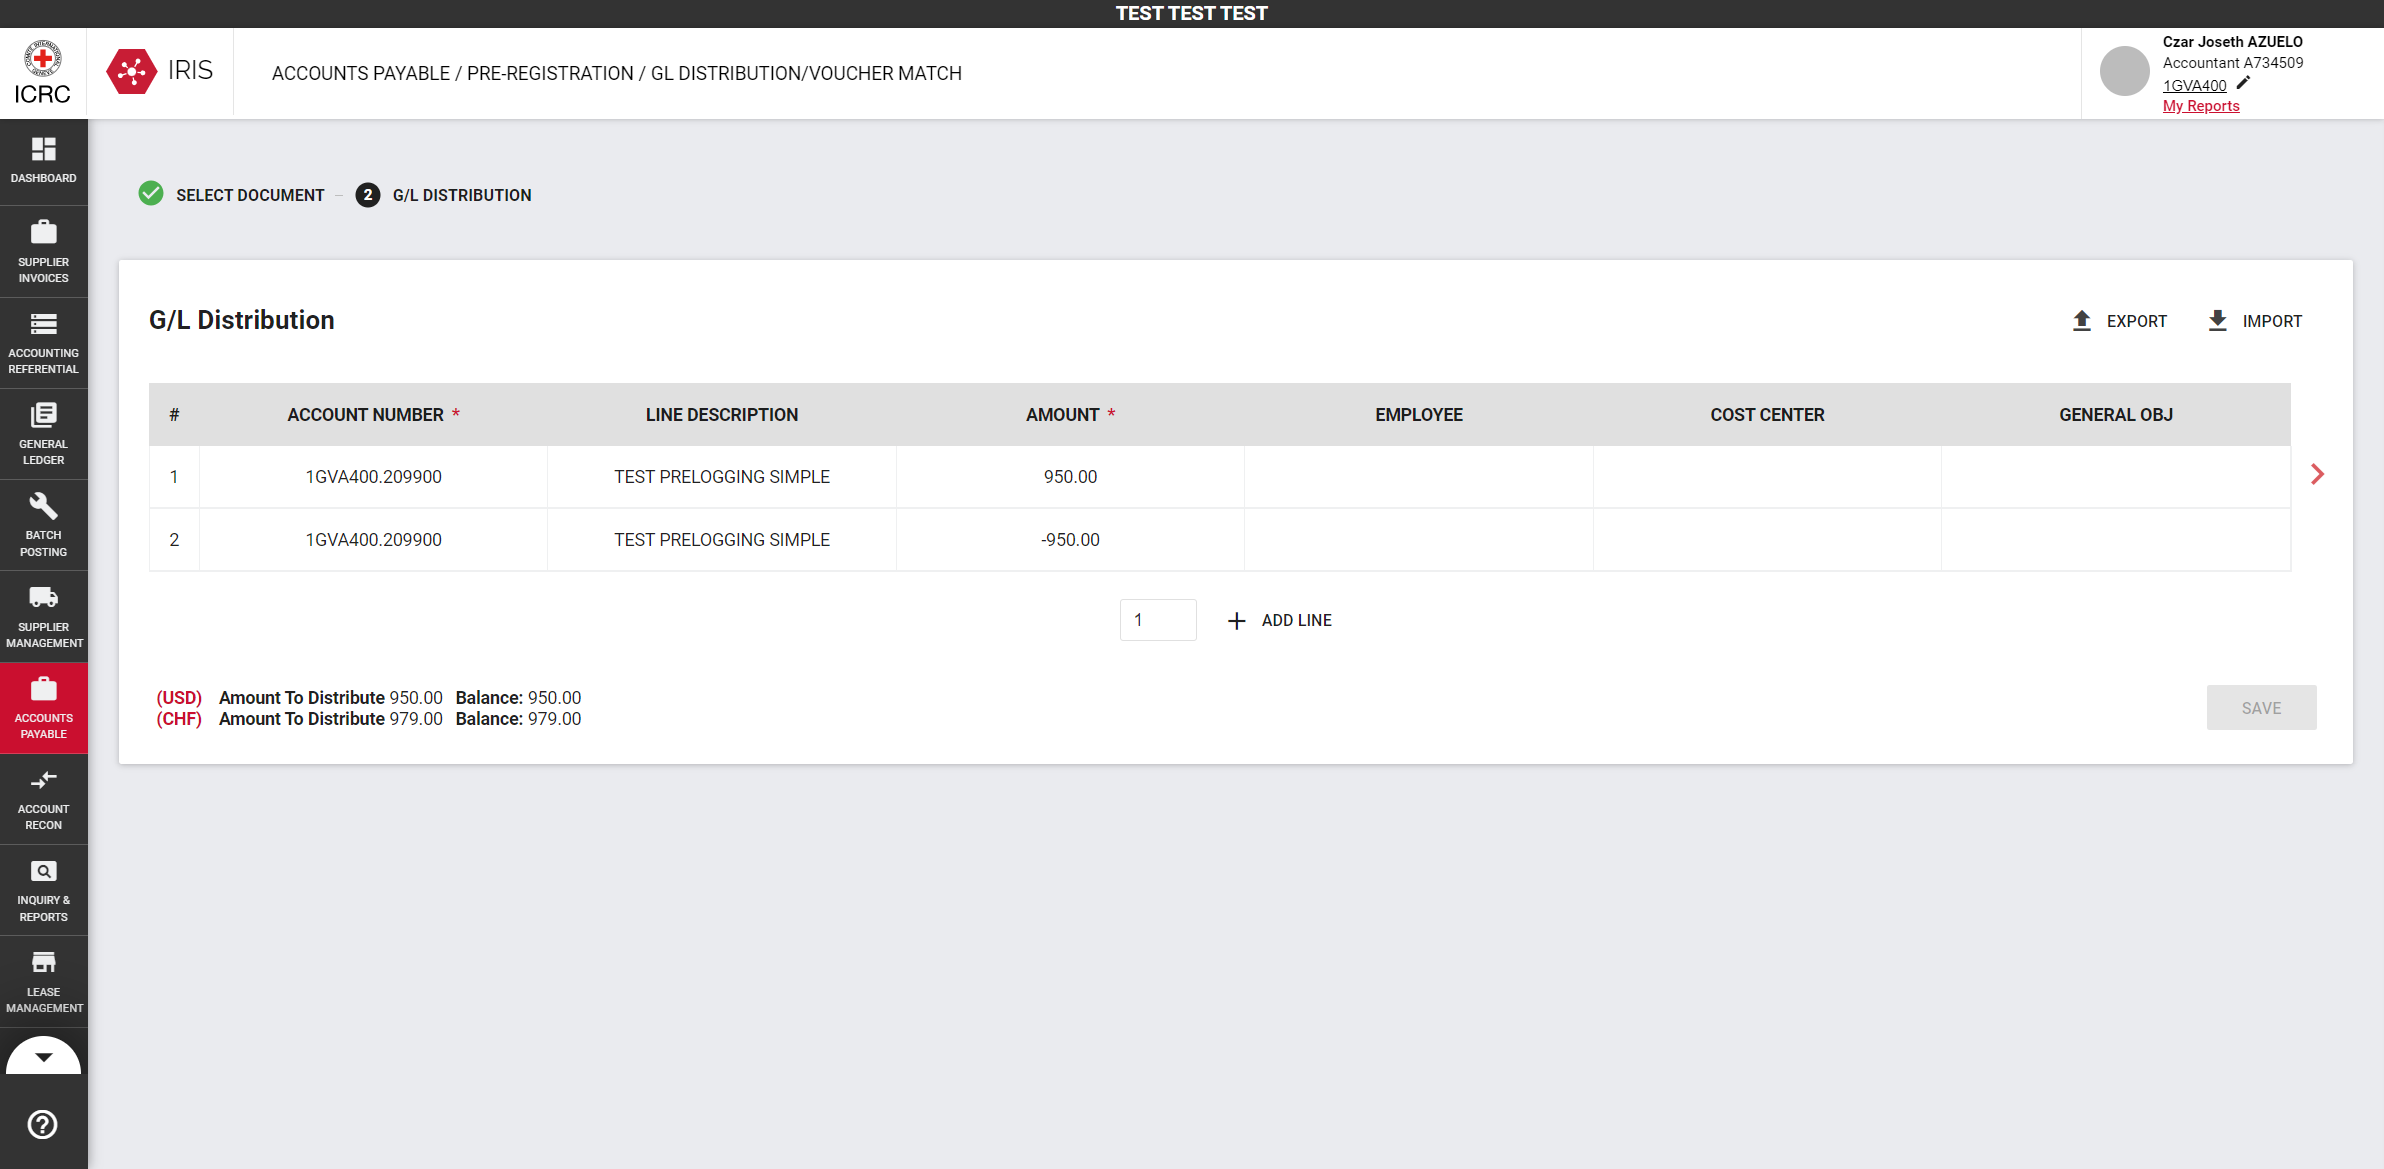 TEST TEST TEST
ICRC
IRIS
ACCOUNTS PAYABLE / PRE-REGISTRATION / GL DISTRIBUTION/VOUCHER MATCH
Czar Joseth AZUELO
Accountant A734509
1GVA400
My Reports
DASHBOARD
SUPPLIER
INVOICES
ACCOUNTING
REFERENTIAL
GENERAL
LEDGER
BATCH
POSTING
SUPPLIER
MANAGEMENT
ACCOUNTS
PAYABLE
ACCOUNT
RECON
INQUIRY &
REPORTS
LEASE
MANAGEMENT
SELECT DOCUMENT – 2 G/L DISTRIBUTION
G/L Distribution
EXPORT IMPORT
# ACCOUNT NUMBER * LINE DESCRIPTION AMOUNT * EMPLOYEE COST CENTER GENERAL OBJ
1 1GVA400.209900 TEST PRELOGGING SIMPLE 950.00
2 1GVA400.209900 TEST PRELOGGING SIMPLE -950.00
1 + ADD LINE
(USD) Amount To Distribute 950.00 Balance: 950.00
(CHF) Amount To Distribute 979.00 Balance: 979.00
SAVE